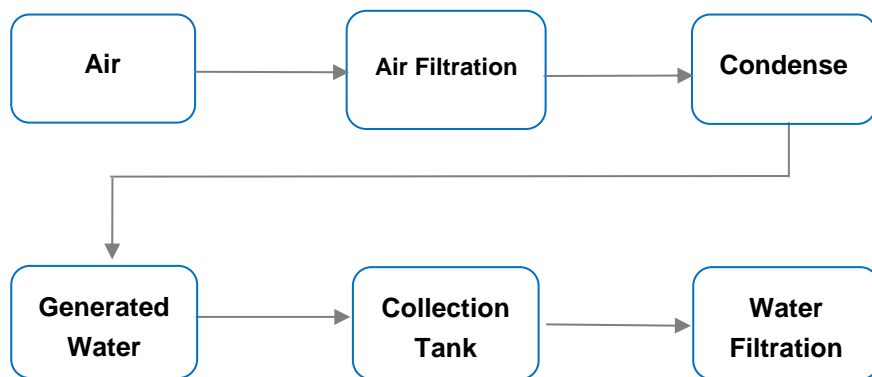 Air
Air Filtration
Condense
Generated
Water
Collection
Tank
Water
Filtration